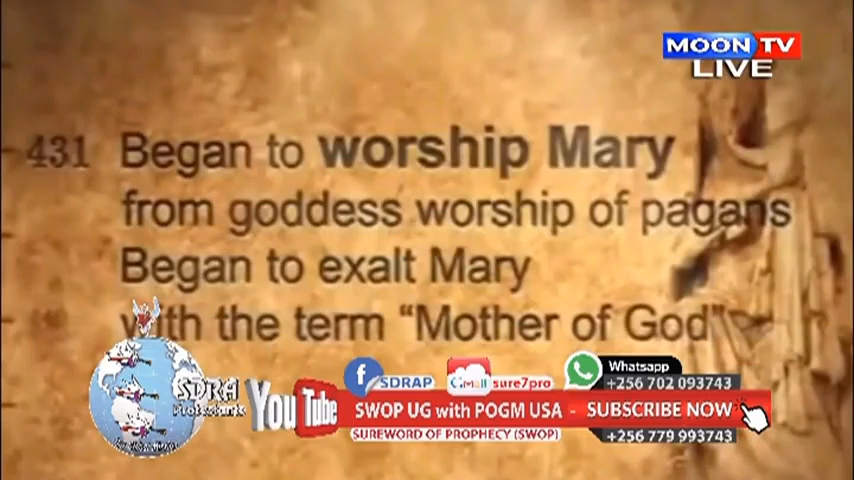 MOON TV
LIVE
431 Began to worship Mary
from goddess worship of pagans
Began to exalt Mary
with the term “Mother of God”
SDRA
Protestants
YouTube
SDRAP
Gmail sure7pro
Whatsapp
+256 702 093743
SWOP UG with POGM USA - SUBSCRIBE NOW
SUREWORD OF PROPHECY (SWOP)
+256 779 993743